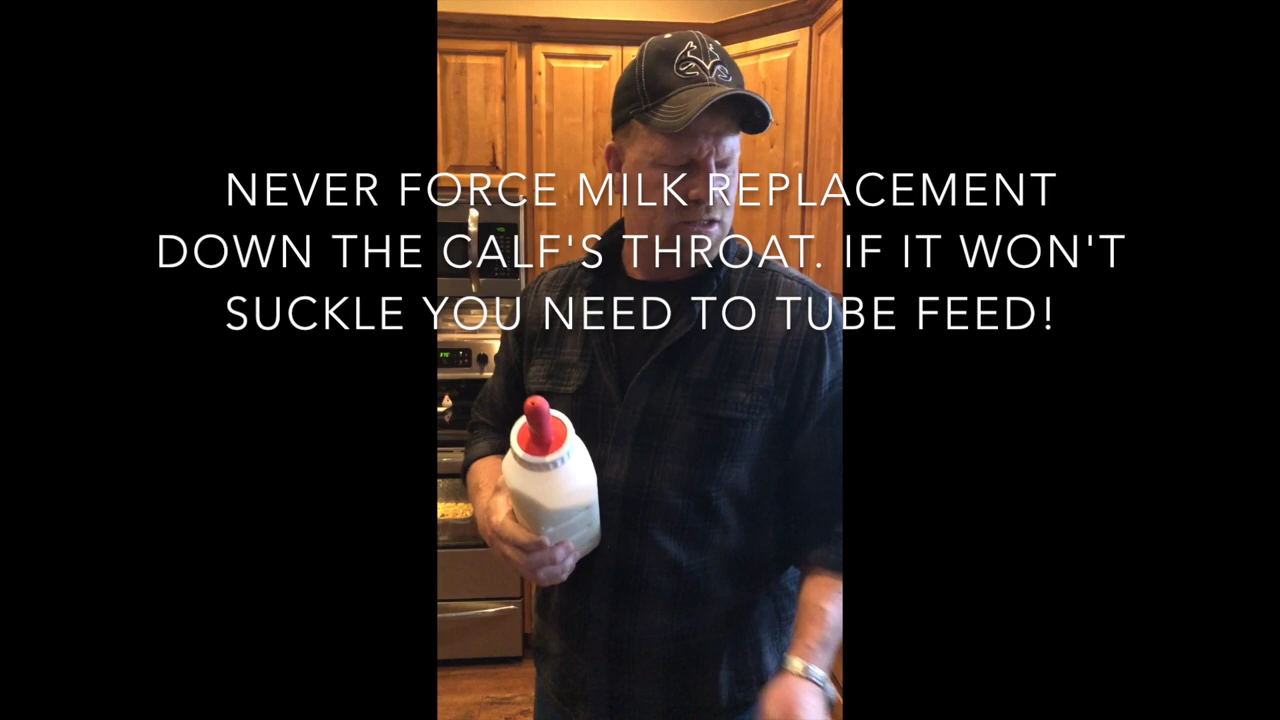 NEVER FORCE MILK REPLACEMENT
DOWN THE CALF'S THROAT. IF IT WON'T
SUCKLE YOU NEED TO TUBE FEED!